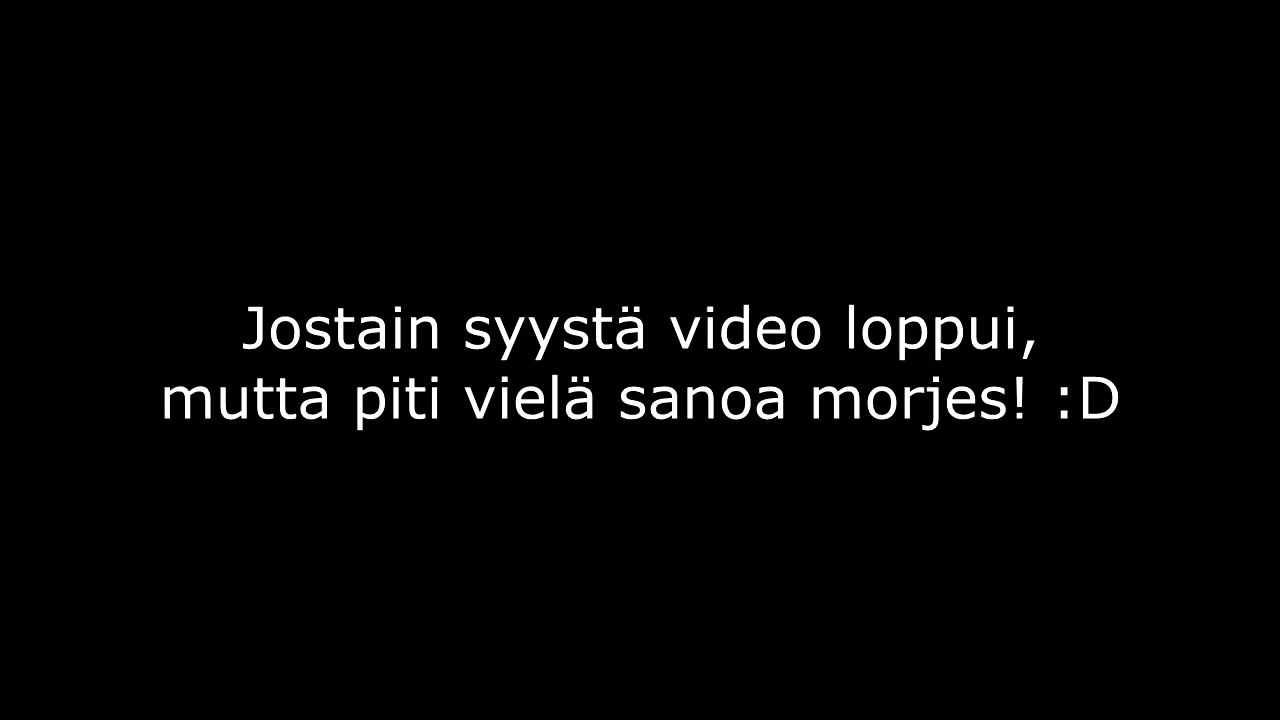 Jostain syystä video loppui,
mutta piti vielä sanoa morjes! :D